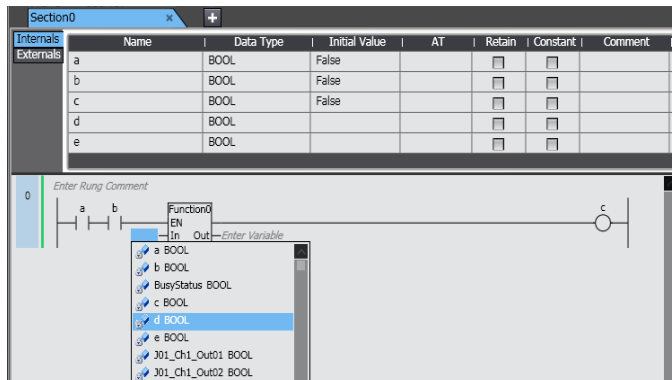 Section0 × +
Internals
Externals
Name Data Type Initial Value AT Retain Constant Comment
a BOOL False
b BOOL False
c BOOL False
d BOOL
e BOOL
0
Enter Rung Comment
a b c
Function0
EN
In Out Enter Variable
a BOOL
b BOOL
BusyStatus BOOL
c BOOL
d BOOL
e BOOL
J01_Ch1_Out01 BOOL
J01_Ch1_Out02 BOOL